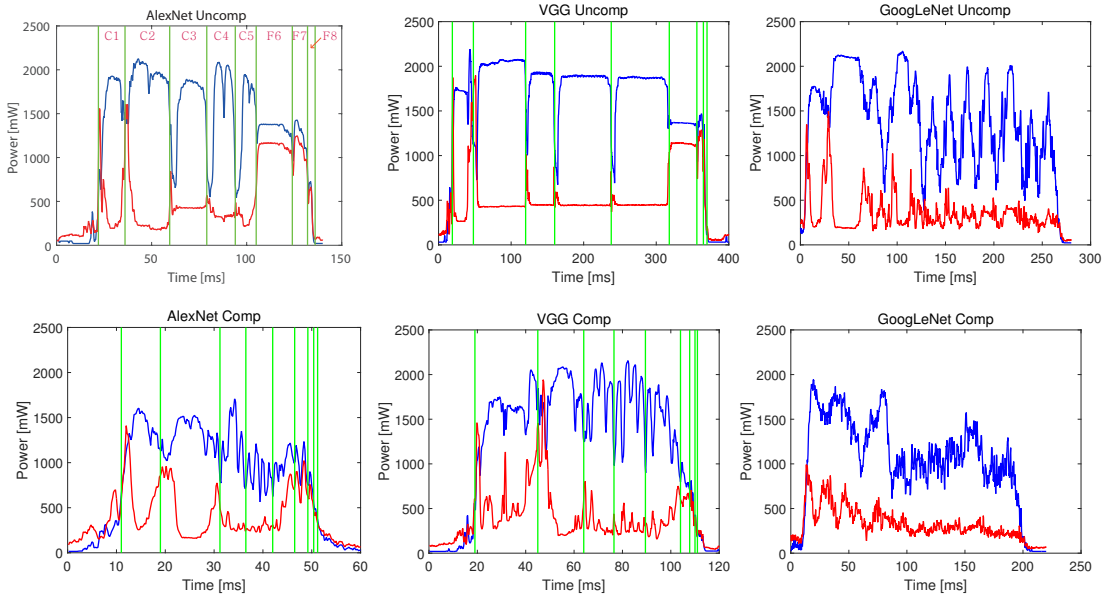 AlexNet Uncomp
C1 C2 C3 C4 C5 F6 F7 F8
2500
2000
1500
1000
500
0
Power [mW]
0 50 100 150
Time [ms]
VGG Uncomp
2500
2000
1500
1000
500
0
Power [mW]
0 100 200 300 400
Time [ms]
GoogLeNet Uncomp
2500
2000
1500
1000
500
0
Power [mW]
0 50 100 150 200 250 300
Time [ms]
AlexNet Comp
2500
2000
1500
1000
500
0
Power [mW]
0 10 20 30 40 50 60
Time [ms]
VGG Comp
2500
2000
1500
1000
500
0
Power [mW]
0 20 40 60 80 100 120
Time [ms]
GoogLeNet Comp
2500
2000
1500
1000
500
0
Power [mW]
0 50 100 150 200 250
Time [ms]